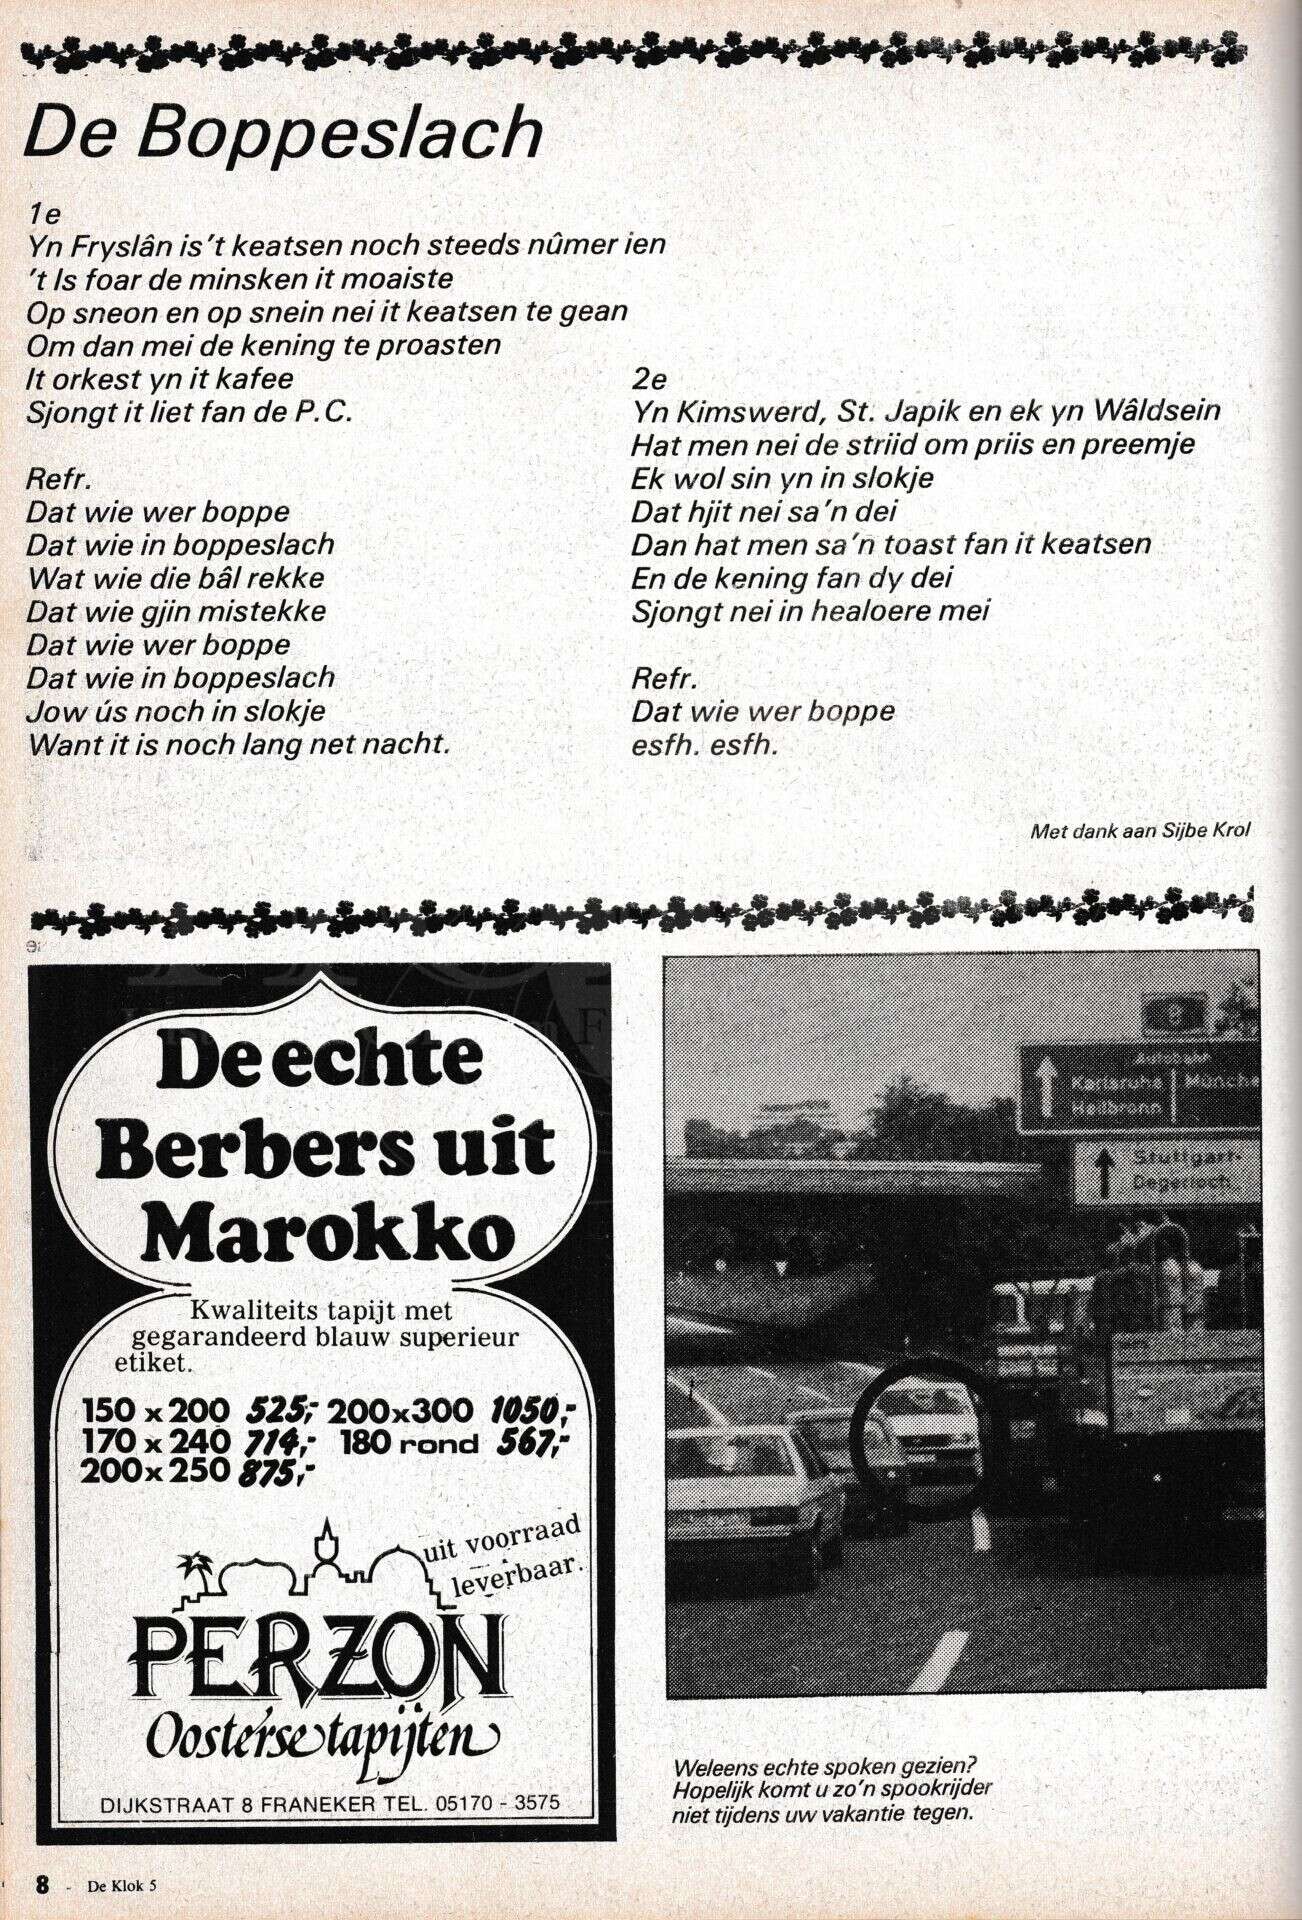 De Boppeslach
1e
Yn Fryslân is 't keatsen noch steeds nûmer ien
't Is foar de minsken it moaiste
Op sneon en op snein nei it keatsen te gean
Om dan mei de kening te proasten
It orkest yn it kafee
Sjongt it liet fan de P.C.
Refr.
Dat wie wer boppe
Dat wie in boppeslach
Wat wie die bâl rekke
Dat wie gjin mistekke
Dat wie wer boppe
Dat wie in boppeslach
Jow ús noch in slokje
Want it is noch lang net nacht.
2e
Yn Kimswerd, St. Japik en ek yn Wâldsein
Hat men nei de striid om priis en preemje
Ek wol sin yn in slokje
Dat hjit nei sa'n dei
Dan hat men sa'n toast fan it keatsen
En de kening fan dy dei
Sjongt nei in healoere mei
Refr.
Dat wie wer boppe
esfh. esfh.
Met dank aan Sijbe Krol
De echte
Berbers uit
Marokko
Kwaliteits tapijt met
gegarandeerd blauw superieur
etiket.
150 x 200 525,- 200x300 1050,-
170 x 240 714,- 180 rond 567,-
200x250 875,-
uit voorraad
leverbaar.
PERZON
Oosterse tapijten
DIJKSTRAAT 8 FRANEKER TEL. 05170 - 3575
8
Karlsruhe
Heilbronn
Münche
Stuttgart-
Degerloch
Weleens echte spoken gezien?
Hopelijk komt u zo'n spookrijder
niet tijdens uw vakantie tegen.
8 - De Klok 5